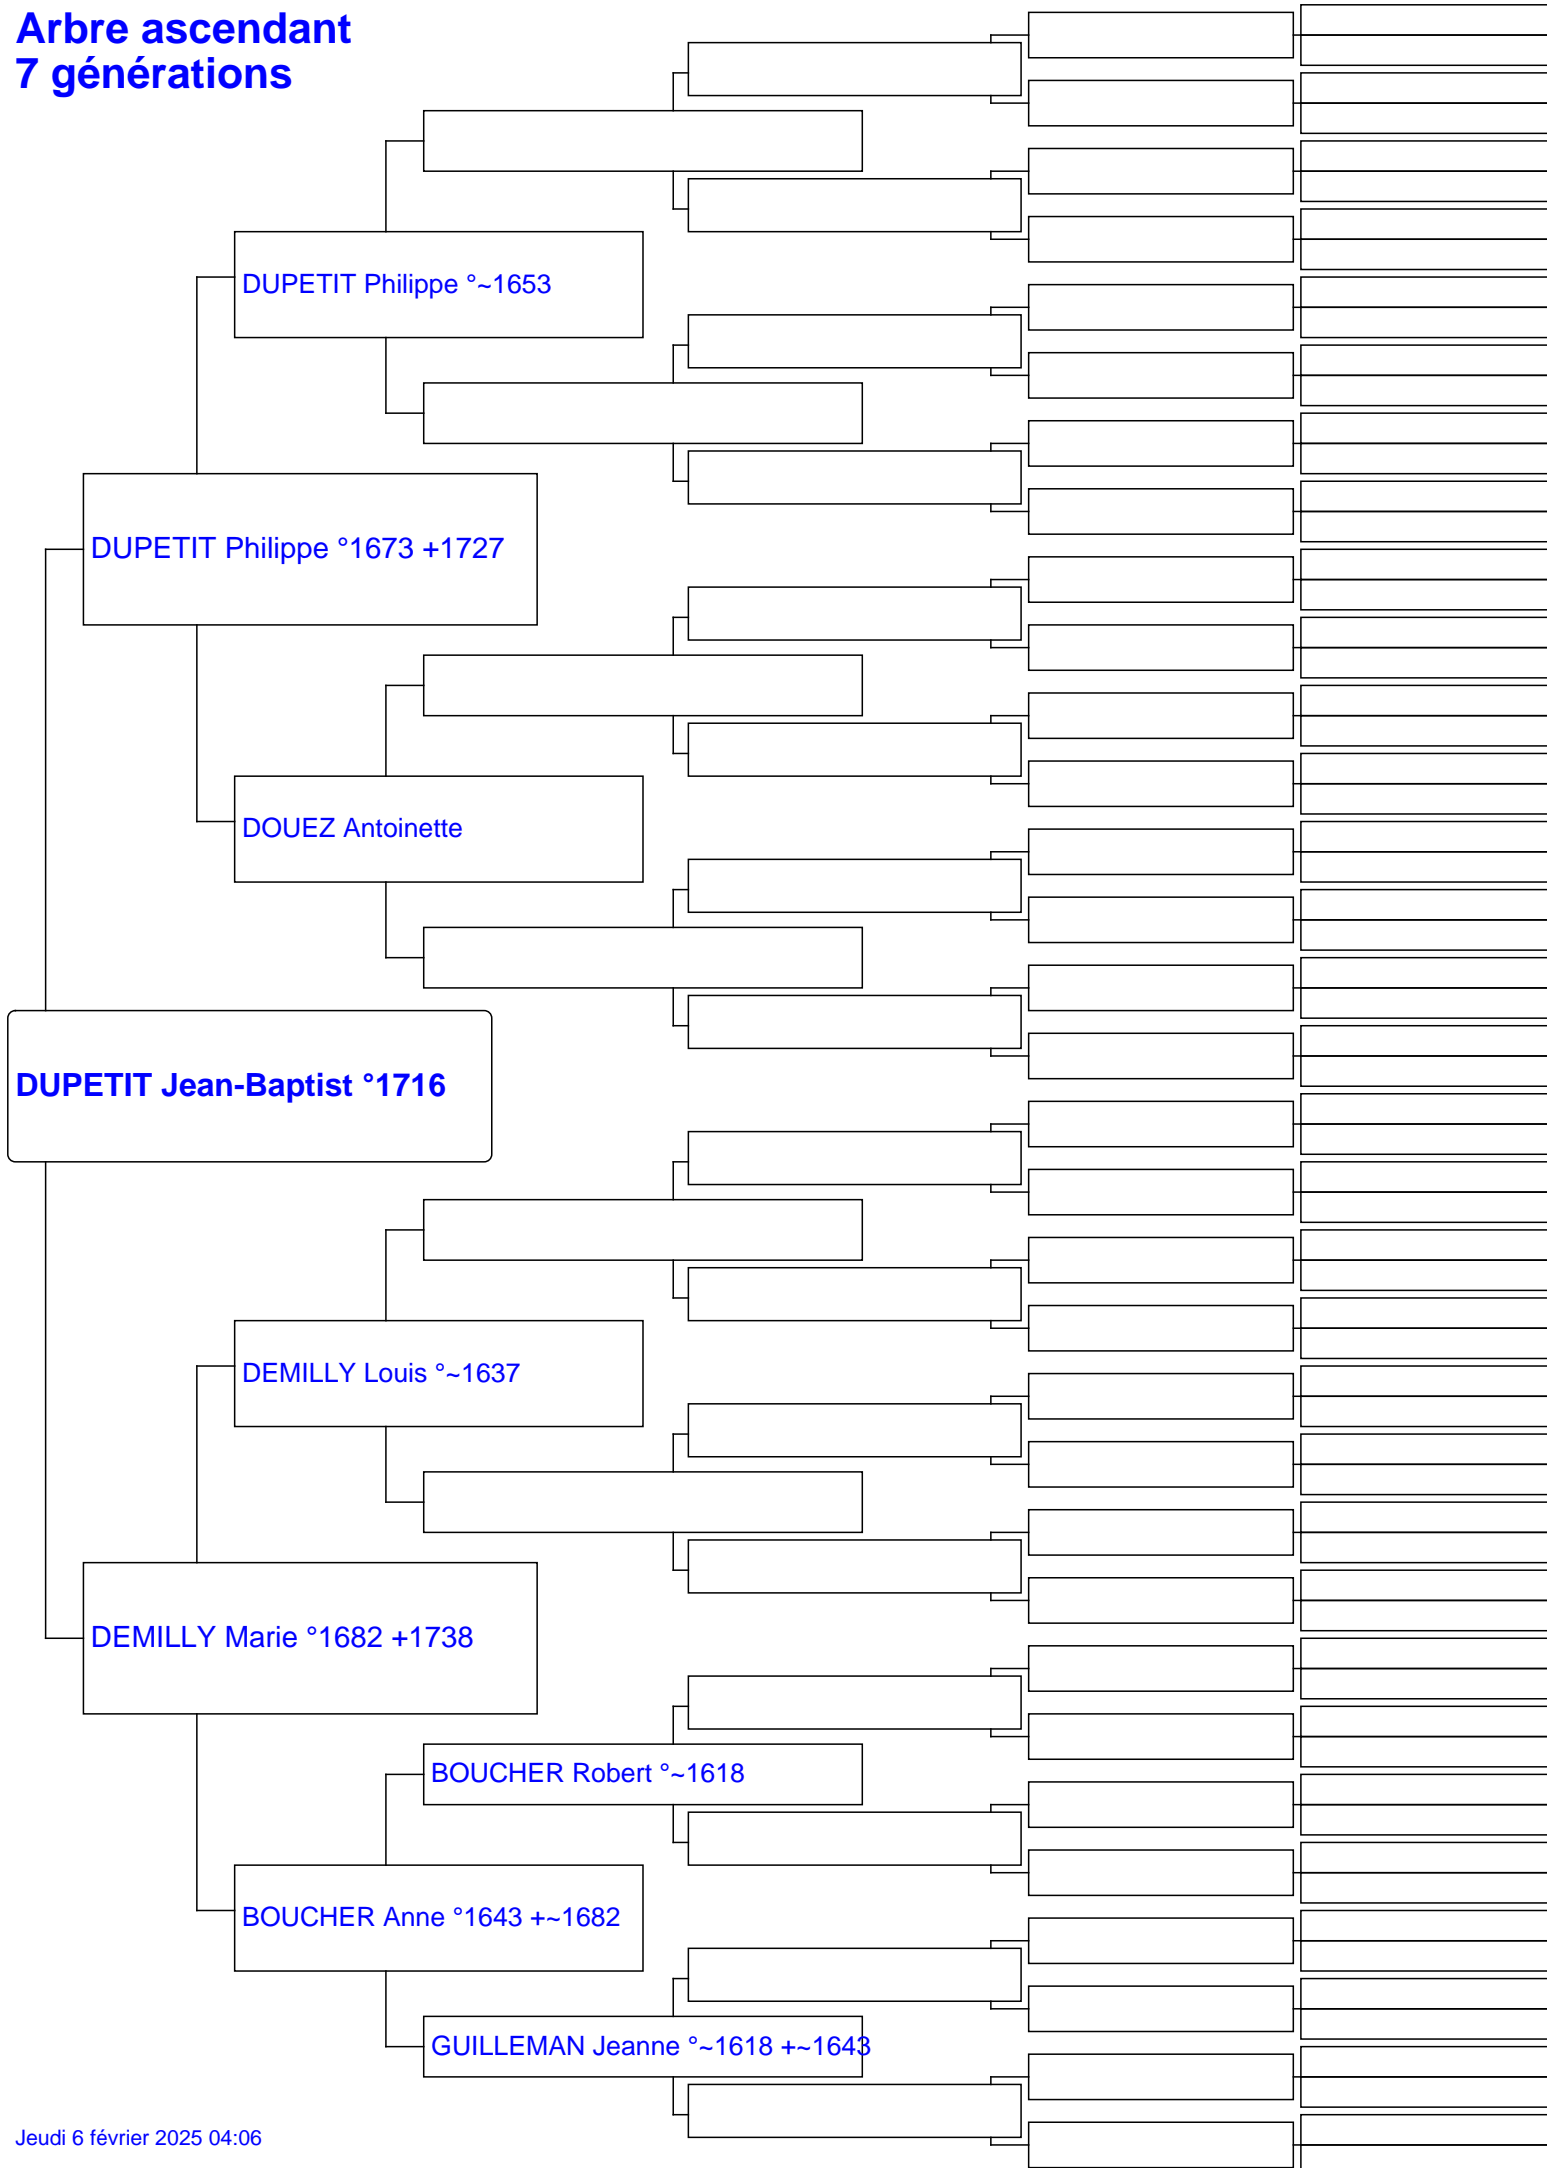 Arbre ascendant
7 générations
DUPETIT Philippe °~1653
DUPETIT Philippe °1673 +1727
DOUEZ Antoinette
DUPETIT Jean-Baptist °1716
DEMILLY Louis °~1637
DEMILLY Marie °1682 +1738
BOUCHER Robert °~1618
BOUCHER Anne °1643 +~1682
GUILLEMAN Jeanne °~1618 +~1643
Jeudi 6 février 2025 04:06